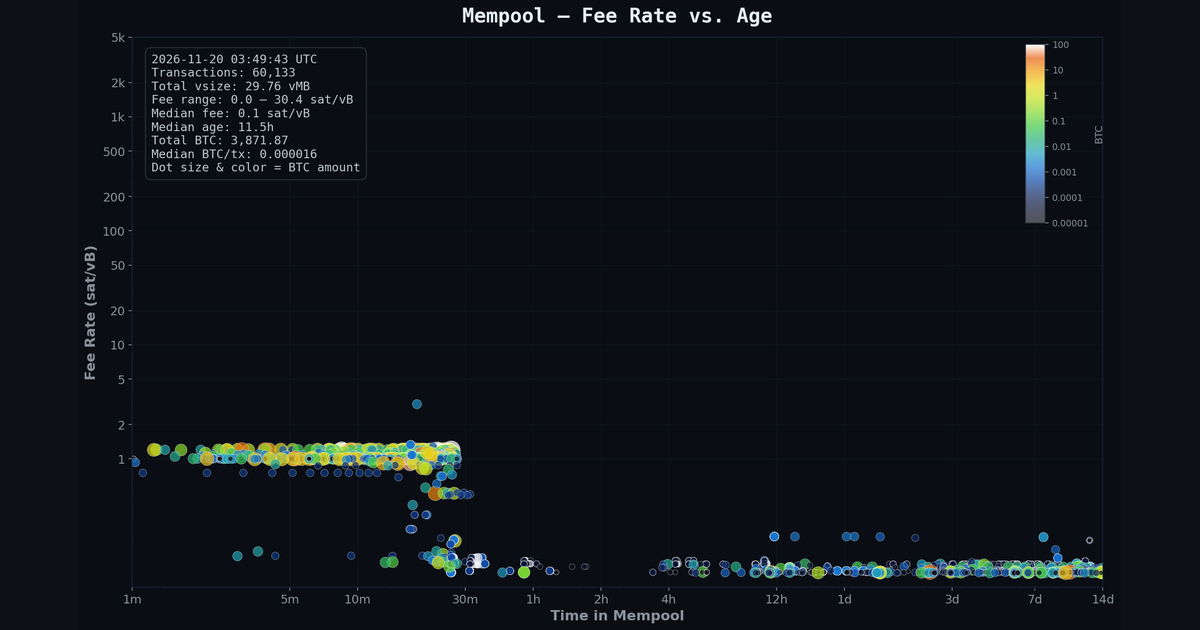 Mempool — Fee Rate vs. Age
2026-11-20 03:49:43 UTC
Transactions: 60,133
Total vsize: 29.76 vMB
Fee range: 0.0 — 30.4 sat/vB
Median fee: 0.1 sat/vB
Median age: 11.5h
Total BTC: 3,871.87
Median BTC/tx: 0.000016
Dot size & color = BTC amount
100
10
1
0.1
0.01
0.001
0.0001
0.00001
BTC
Fee Rate (sat/vB)
5k
2k
1k
500
200
100
50
20
10
5
2
1
1m
5m
10m
30m
1h
2h
4h
12h
1d
3d
7d
14d
Time in Mempool